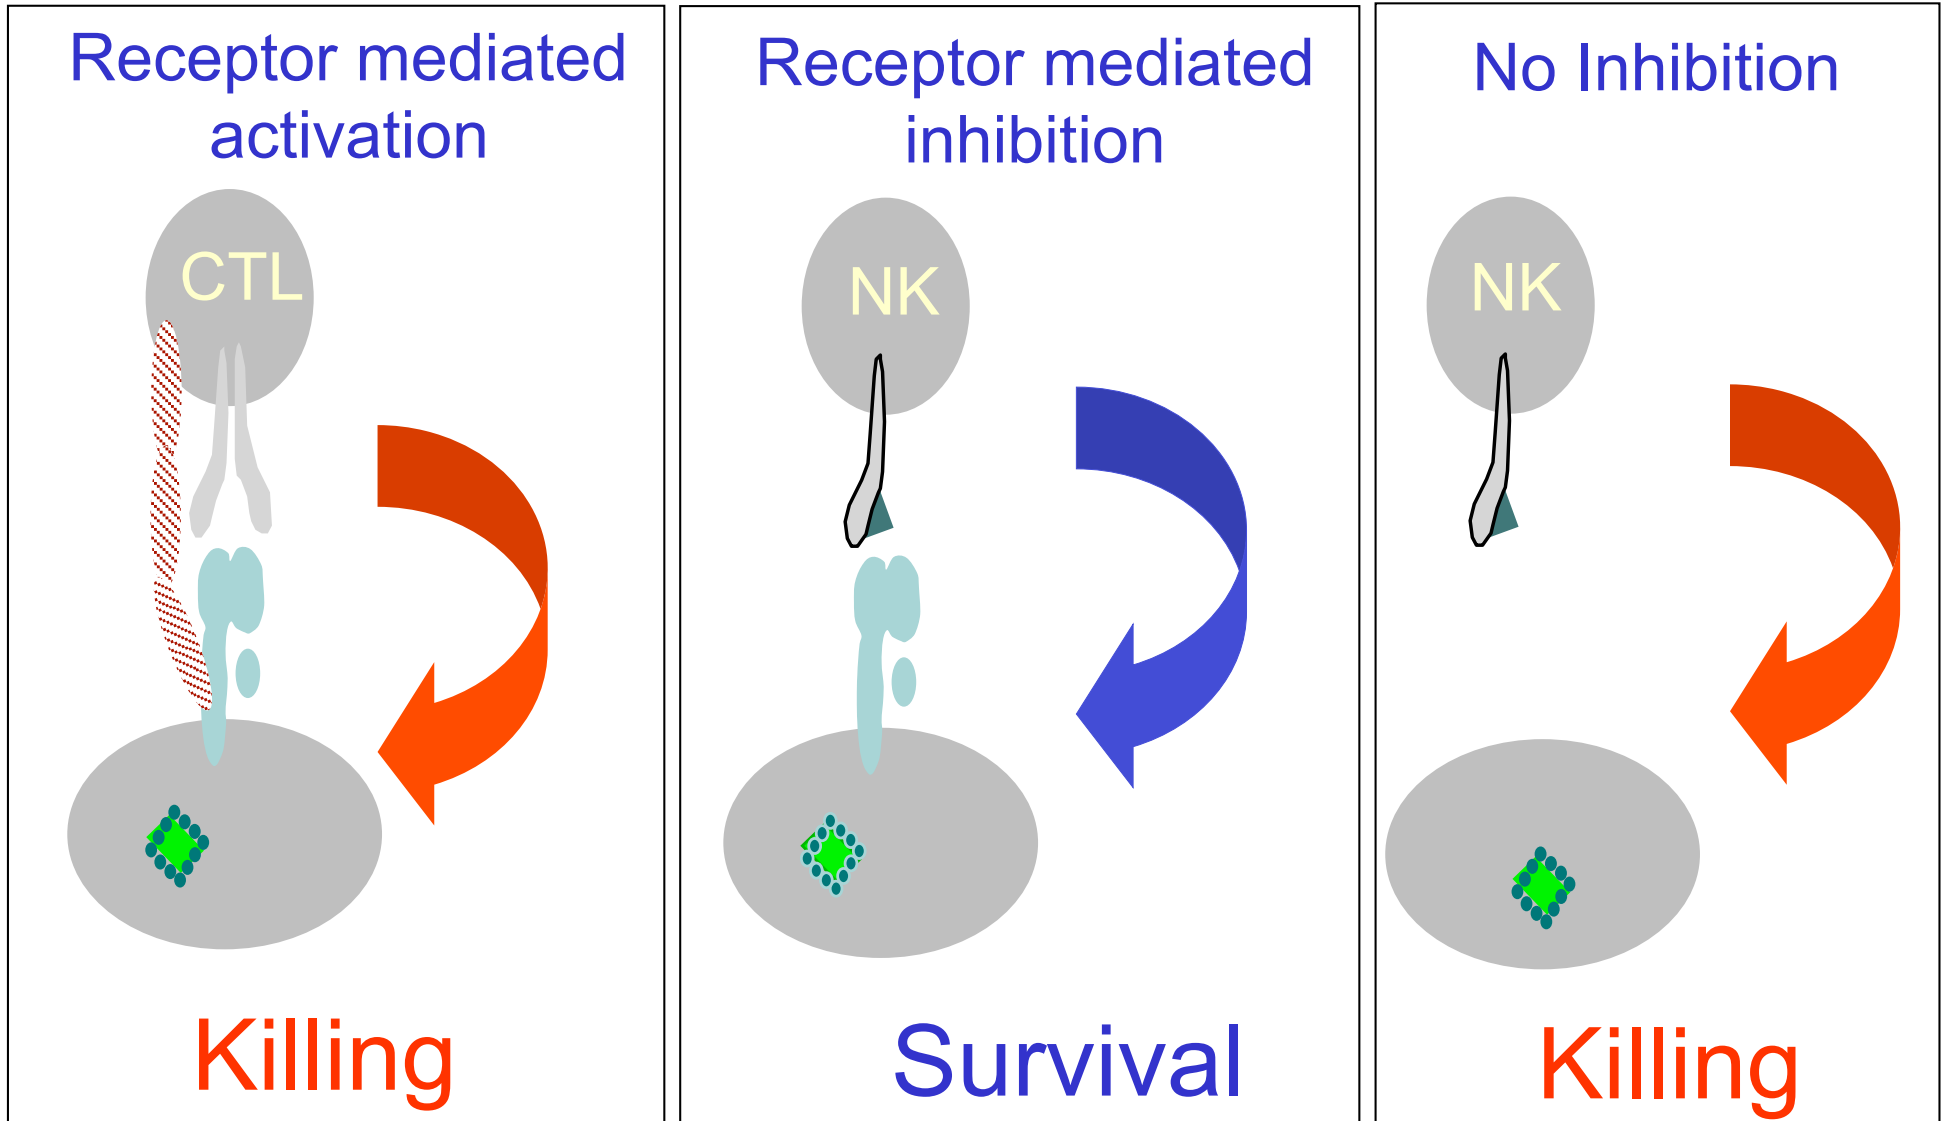 Receptor mediated
activation
CTL
Killing
Receptor mediated
inhibition
NK
Survival
No Inhibition
NK
Killing